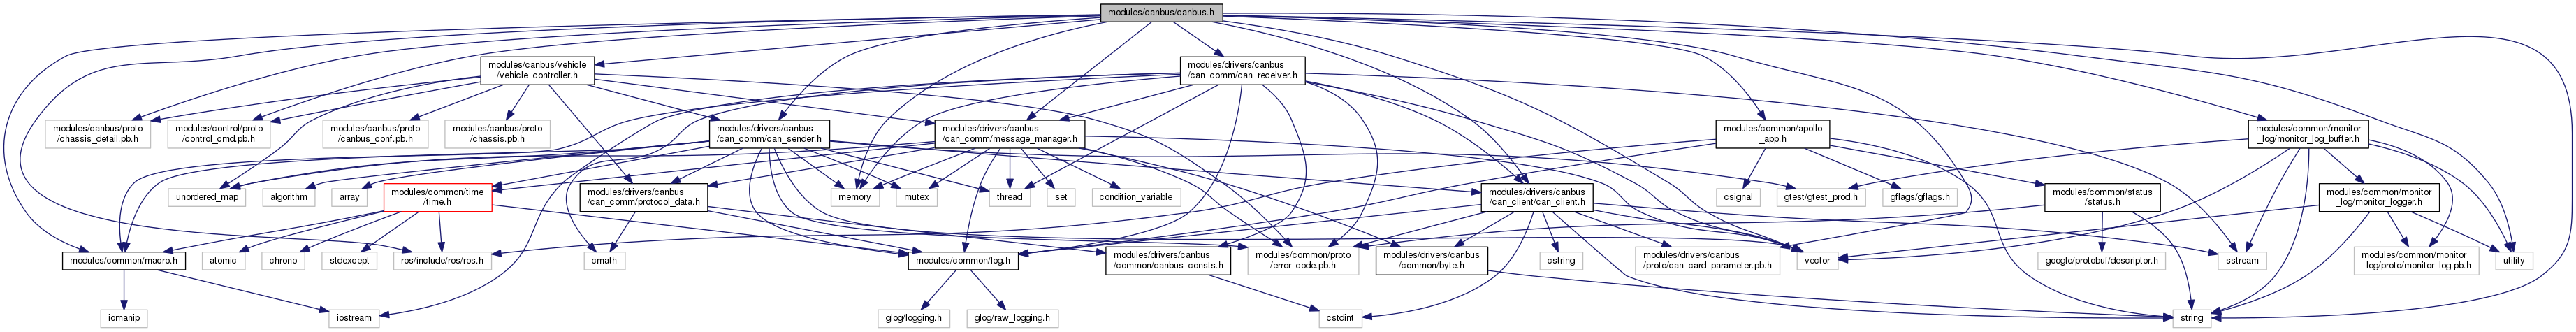 modules/canbus/canbus.h
modules/canbus/vehicle
/vehicle_controller.h
modules/drivers/canbus
/can_comm/can_receiver.h
modules/canbus/proto
/chassis_detail.pb.h
modules/control/proto
/control_cmd.pb.h
modules/canbus/proto
/canbus_conf.pb.h
modules/canbus/proto
/chassis.pb.h
modules/drivers/canbus
/can_comm/can_sender.h
modules/drivers/canbus
/can_comm/message_manager.h
modules/common/apollo
_app.h
modules/common/monitor
_log/monitor_log_buffer.h
unordered_map
algorithm
array
modules/common/time
/time.h
modules/drivers/canbus
/can_comm/protocol_data.h
memory
mutex
thread
set
condition_variable
modules/drivers/canbus
/can_client/can_client.h
csignal
gtest/gtest_prod.h
gflags/gflags.h
modules/common/status
/status.h
modules/common/monitor
_log/monitor_logger.h
modules/common/macro.h
atomic
chrono
stdexcept
ros/include/ros/ros.h
cmath
modules/common/log.h
modules/drivers/canbus
/common/canbus_consts.h
modules/common/proto
/error_code.pb.h
modules/drivers/canbus
/common/byte.h
cstring
modules/drivers/canbus
/proto/can_card_parameter.pb.h
vector
google/protobuf/descriptor.h
sstream
modules/common/monitor
_log/proto/monitor_log.pb.h
utility
iomanip
iostream
glog/logging.h
glog/raw_logging.h
cstdint
string